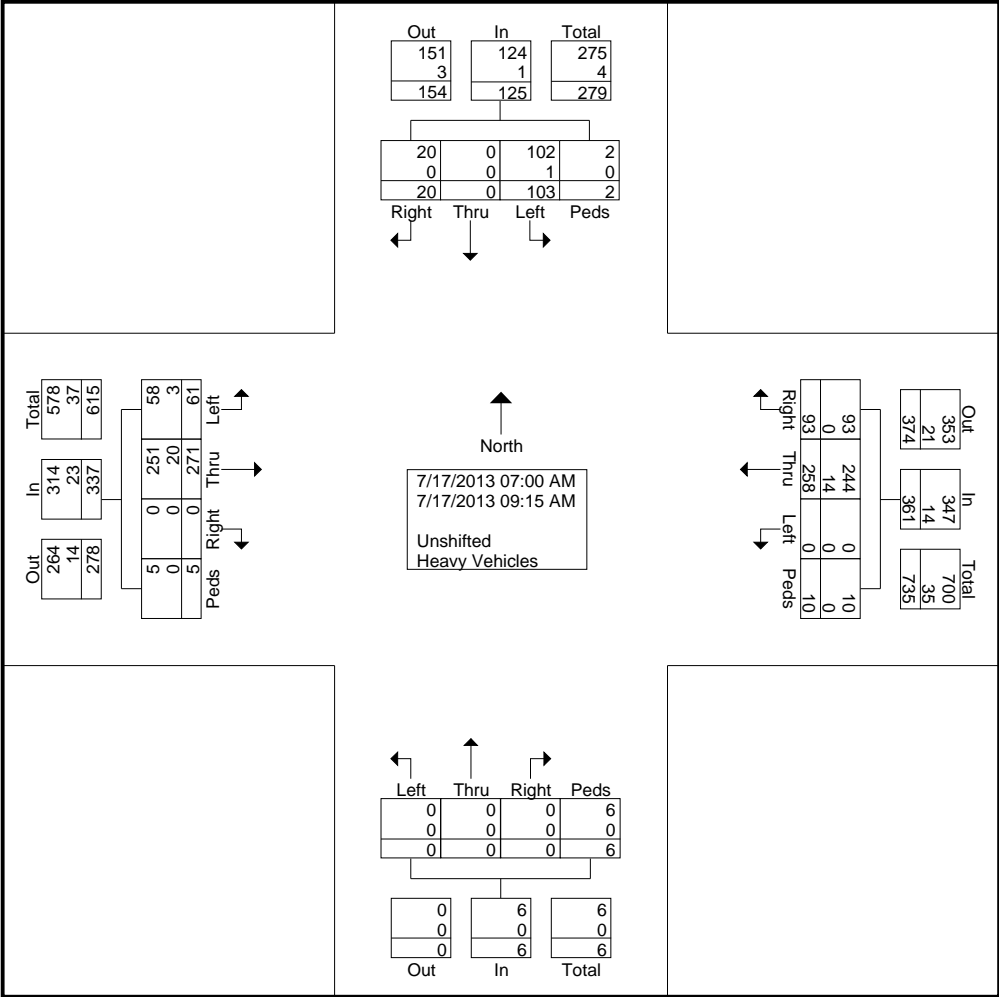 Out In Total
151 124 275
3 1 4
154 125 279
20 0 102 2
0 0 1 0
20 0 103 2
Right Thru Left Peds
Total In Out
578 314 264
37 23 14
615 337 278
58 251 0 5
3 20 0 0
61 271 0 5
Left Thru Right Peds
North
7/17/2013 07:00 AM
7/17/2013 09:15 AM
Unshifted
Heavy Vehicles
Right Thru Left Peds
93 244 0 10
0 14 0 0
93 258 0 10
Out In Total
353 347 700
21 14 35
374 361 735
Left Thru Right Peds
0 0 0 6
0 0 0 0
0 0 0 6
0 6 6
0 0 0
0 6 6
Out In Total